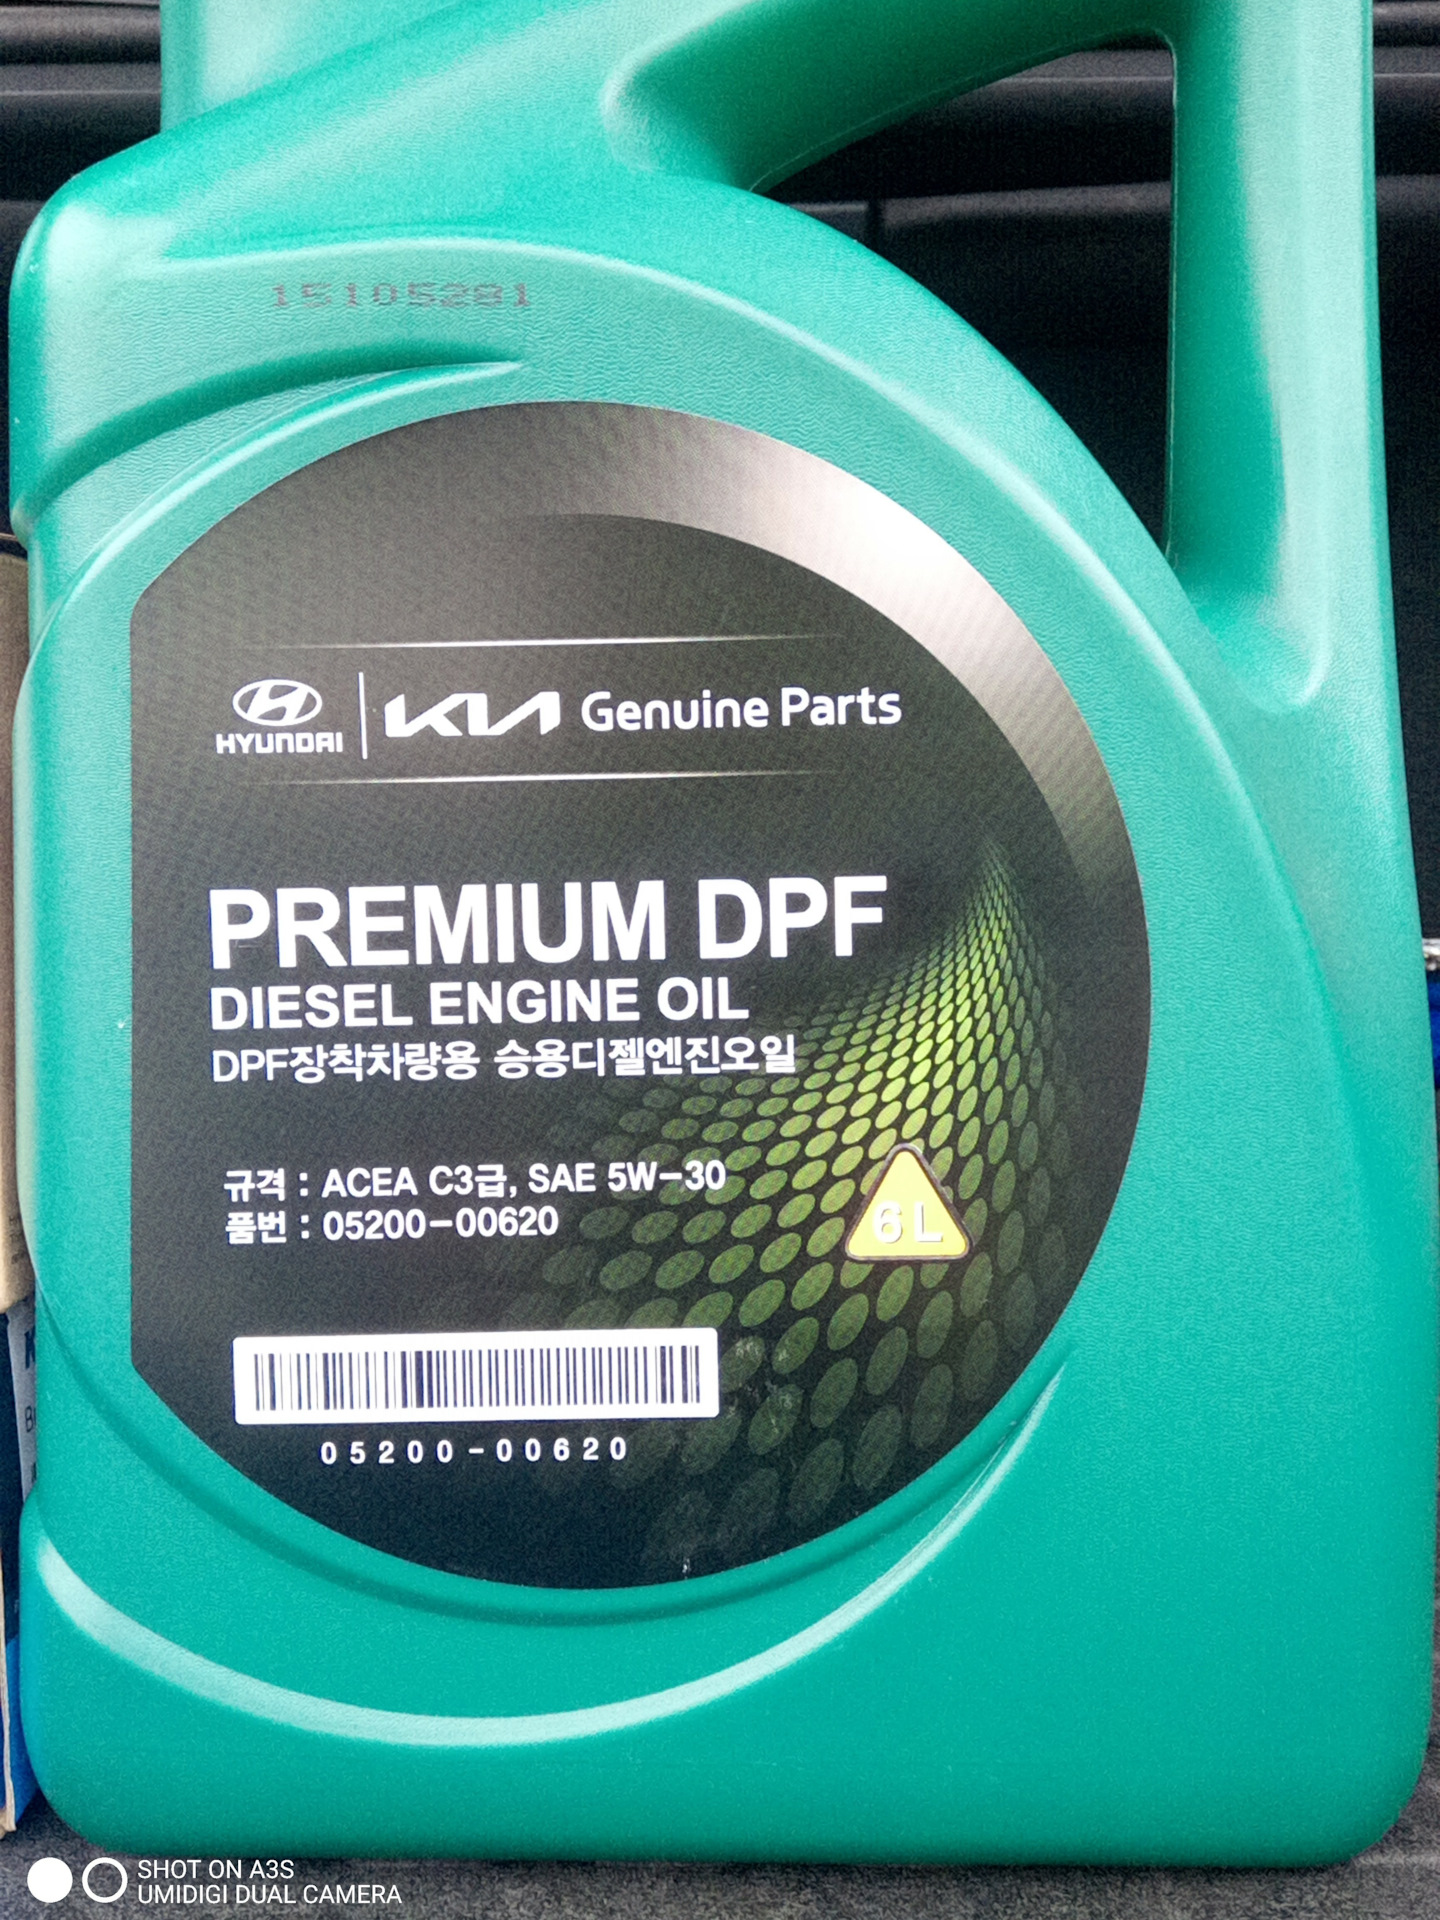 15105281
HYUNDAI KIA Genuine Parts
PREMIUM DPF
DIESEL ENGINE OIL
DPF장착차량용 승용디젤엔진오일
규격 : ACEA C3급, SAE 5W-30
품번 : 05200-00620
6L
05200-00620
SHOT ON A3S
UMIDIGI DUAL CAMERA